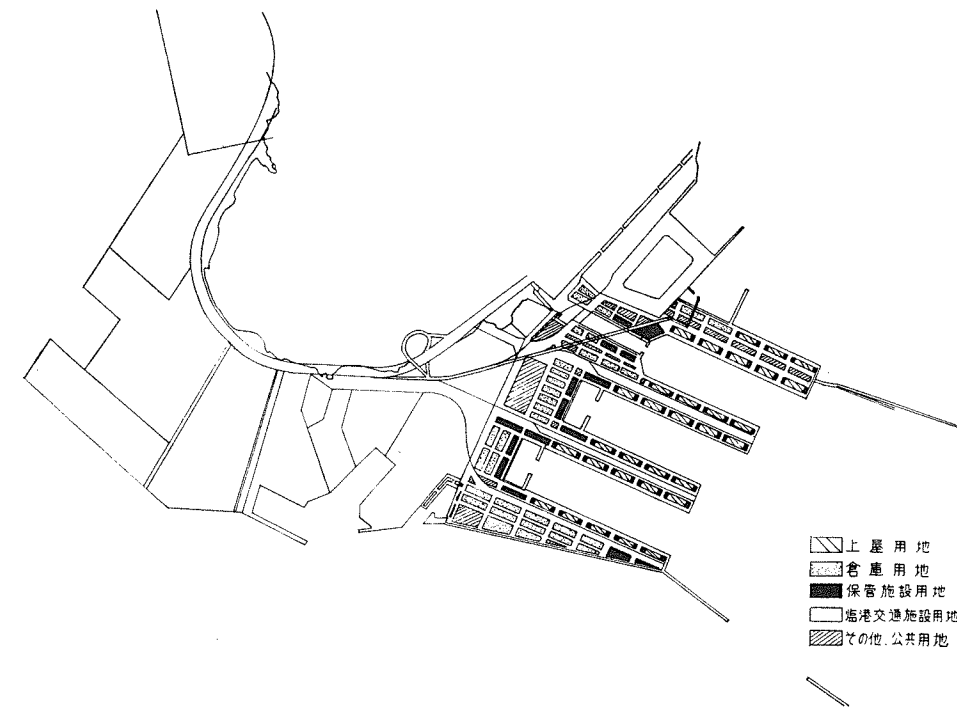 上屋用地
倉庫用地
保管施設用地
臨港交通施設用地
その他.公共用地